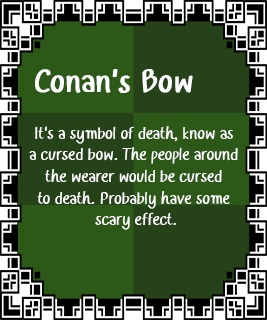 Conan's Bow
It's a symbol of death, know as
a cursed bow. The people around
the wearer would be cursed
to death. Probably have some
scary effect.